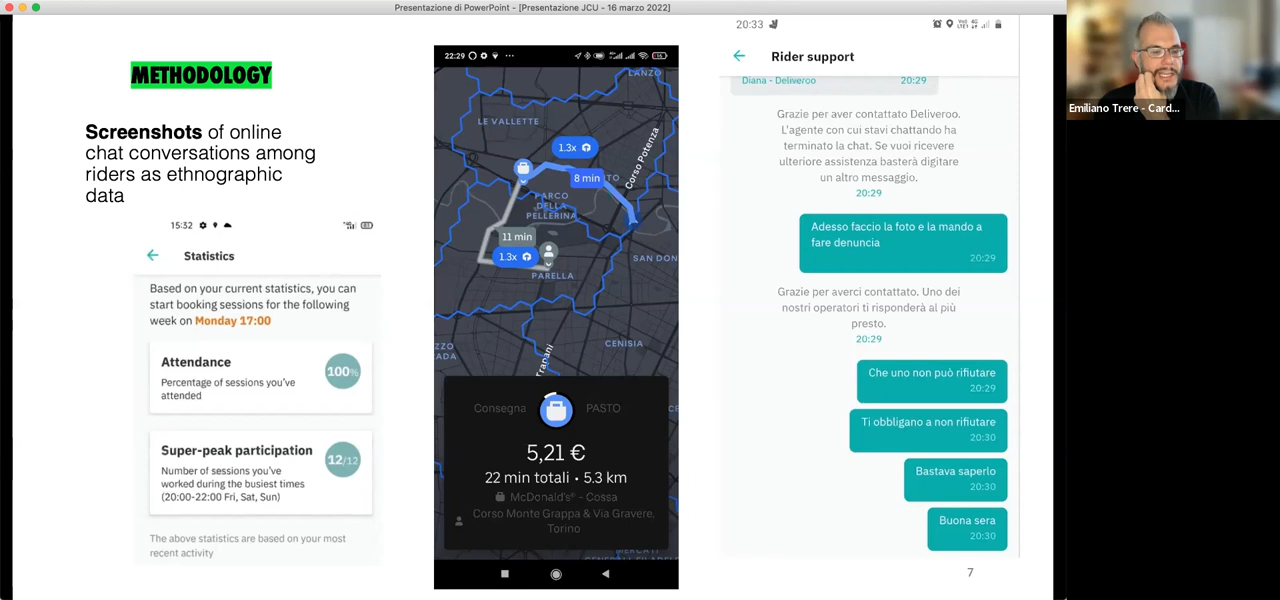 Presentazione di PowerPoint - [Presentazione JCU - 16 marzo 2022]
METHODOLOGY
Screenshots of online
chat conversations among
riders as ethnographic
data
15:32
Statistics
Based on your current statistics, you can
start booking sessions for the following
week on Monday 17:00
Attendance
100%
Percentage of sessions you've
attended
Super-peak participation
12/12
Number of sessions you've
worked during the busiest times
(20:00-22:00 Fri, Sat, Sun)
The above statistics are based on your most
recent activity
22:29
LANZO
LE VALLETTE
Corso Potenza
1.3x
8 min
PARCO
DELLA
PELLERINA
11 min
1.3x
SAN DON
PARELLA
CENISIA
Trapani
Consegna
PASTO
5,21 €
22 min totali • 5.3 km
McDonald's® - Cossa
Corso Monte Grappa & Via Gravere,
Torino
20:33
Rider support
Diana - Deliveroo 20:29
Grazie per aver contattato Deliveroo.
L'agente con cui stavi chattando ha
terminato la chat. Se vuoi ricevere
ulteriore assistenza basterà digitare
un altro messaggio.
20:29
Adesso faccio la foto e la mando a
fare denuncia
20:29
Grazie per averci contattato. Uno dei
nostri operatori ti risponderà al più
presto.
20:29
Che uno non può rifiutare
20:29
Ti obbligano a non rifiutare
20:30
Bastava saperlo
20:30
Buona sera
20:30
7
Emiliano Trere - Card...